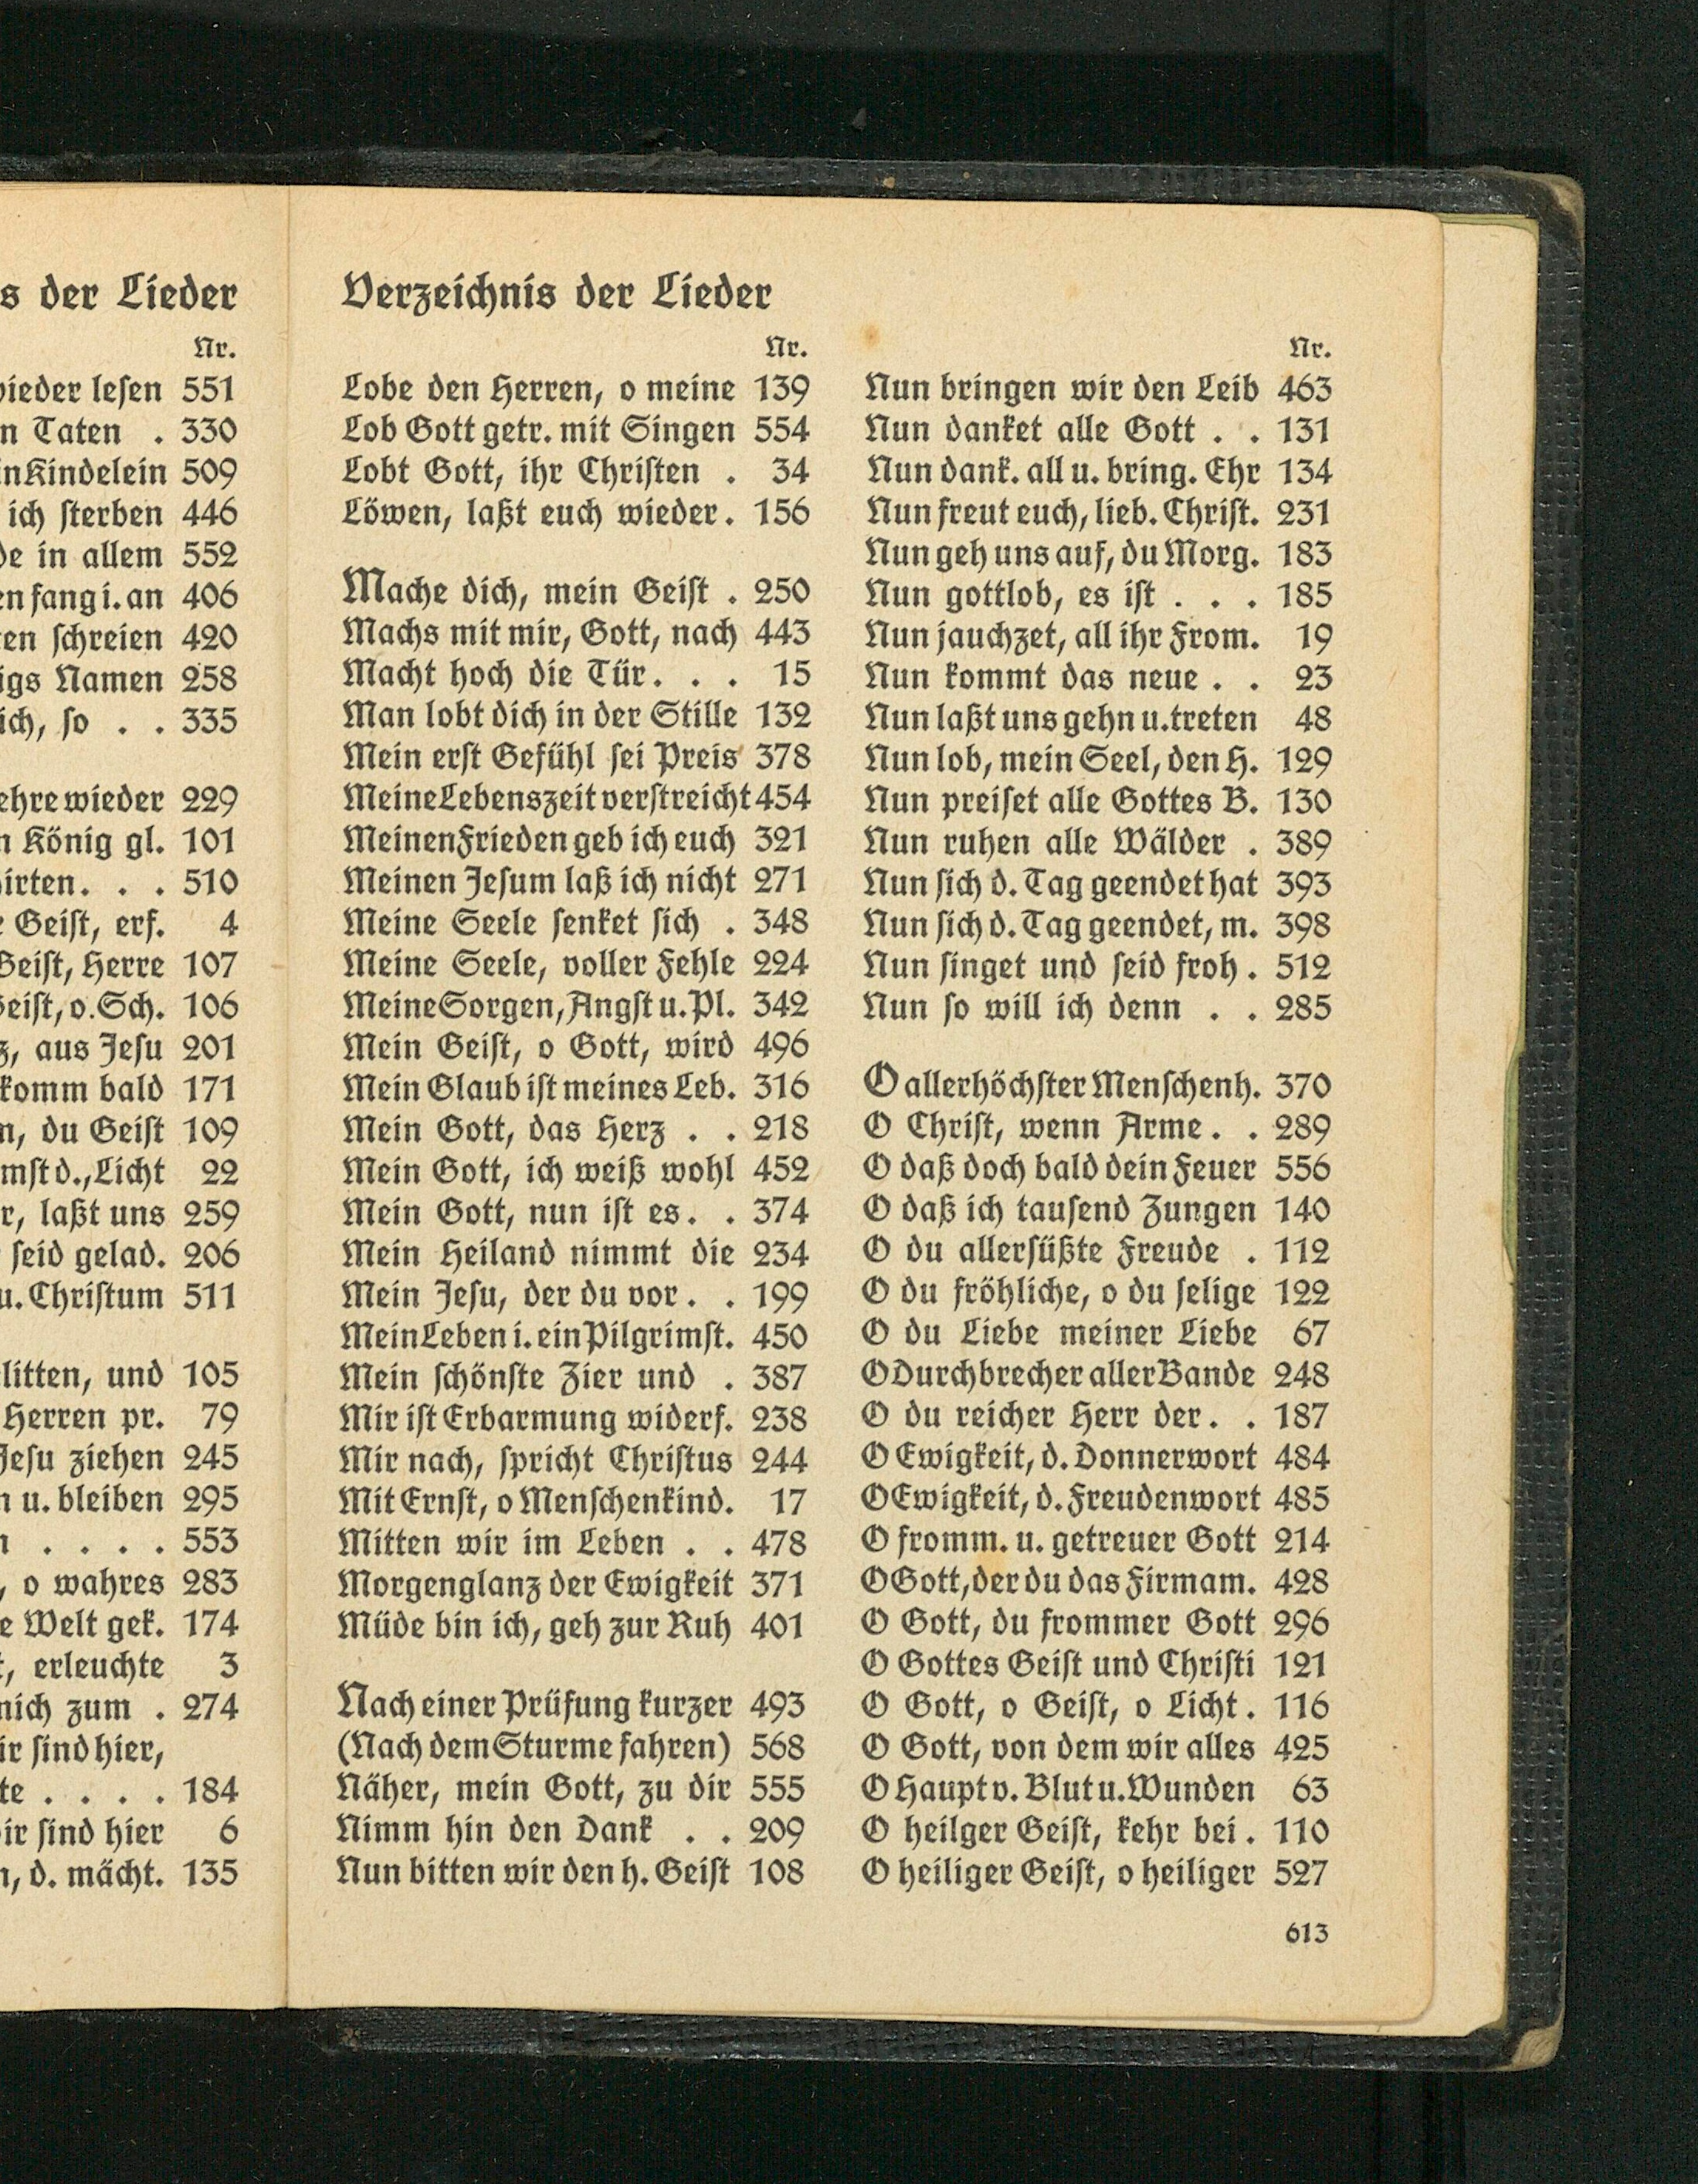 s der Lieder
Nr.
wieder lesen 551
n Taten . 330
in Kindelein 509
ich sterben 446
de in allem 552
en fang i. an 406
ten schreien 420
igs Namen 258
ich, so . . 335
ehre wieder 229
n König gl. 101
irten. . . 510
e Geist, erf. 4
Geist, Herre 107
Geist, o. Sch. 106
z, aus Jesu 201
komm bald 171
n, du Geist 109
mst d., Licht 22
r, laßt uns 259
seid gelad. 206
u. Christum 511
litten, und 105
Herren pr. 79
Jesu ziehen 245
n u. bleiben 295
. . . . 553
, o wahres 283
e Welt gek. 174
t, erleuchte 3
mich zum . 274
ir sind hier,
te . . . . 184
ir sind hier 6
n, d. mächt. 135
Verzeichnis der Lieder
Nr.
Lobe den Herren, o meine 139
Lob Gott getr. mit Singen 554
Lobt Gott, ihr Christen . 34
Löwen, laßt euch wieder. 156
Mache dich, mein Geist . 250
Machs mit mir, Gott, nach 443
Macht hoch die Tür. . . 15
Man lobt dich in der Stille 132
Mein erst Gefühl sei Preis 378
Meine Lebenszeit verstreicht 454
Meinen Frieden geb ich euch 321
Meinen Jesum laß ich nicht 271
Meine Seele senket sich . 348
Meine Seele, voller Fehle 224
Meine Sorgen, Angst u. Pl. 342
Mein Geist, o Gott, wird 496
Mein Glaub ist meines Leb. 316
Mein Gott, das Herz . . 218
Mein Gott, ich weiß wohl 452
Mein Gott, nun ist es. . 374
Mein Heiland nimmt die 234
Mein Jesu, der du vor. . 199
Mein Leben i. ein Pilgrimst. 450
Mein schönste Zier und . 387
Mir ist Erbarmung widerf. 238
Mir nach, spricht Christus 244
Mit Ernst, o Menschenkind. 17
Mitten wir im Leben . . 478
Morgenglanz der Ewigkeit 371
Müde bin ich, geh zur Ruh 401
Nach einer Prüfung kurzer 493
(Nach dem Sturme fahren) 568
Näher, mein Gott, zu dir 555
Nimm hin den Dank . . 209
Nun bitten wir den h. Geist 108
Nr.
Nun bringen wir den Leib 463
Nun danket alle Gott . . 131
Nun dank. all u. bring. Ehr 134
Nun freut euch, lieb. Christ. 231
Nun geh uns auf, du Morg. 183
Nun gottlob, es ist . . . 185
Nun jauchzet, all ihr From. 19
Nun kommt das neue . . 23
Nun laßt uns gehn u. treten 48
Nun lob, mein Seel, den H. 129
Nun preiset alle Gottes B. 130
Nun ruhen alle Wälder . 389
Nun sich d. Tag geendet hat 393
Nun sich d. Tag geendet, m. 398
Nun singet und seid froh . 512
Nun so will ich denn . . 285
O allerhöchster Menschenh. 370
O Christ, wenn Arme. . 289
O daß doch bald dein Feuer 556
O daß ich tausend Zungen 140
O du allersüßte Freude . 112
O du fröhliche, o du selige 122
O du Liebe meiner Liebe 67
O Durchbrecher aller Bande 248
O du reicher Herr der. . 187
O Ewigkeit, d. Donnerwort 484
O Ewigkeit, d. Freudenwort 485
O fromm. u. getreuer Gott 214
O Gott, der du das Firmam. 428
O Gott, du frommer Gott 296
O Gottes Geist und Christi 121
O Gott, o Geist, o Licht. 116
O Gott, von dem wir alles 425
O Haupt v. Blut u. Wunden 63
O heilger Geist, kehr bei . 110
O heiliger Geist, o heiliger 527
613